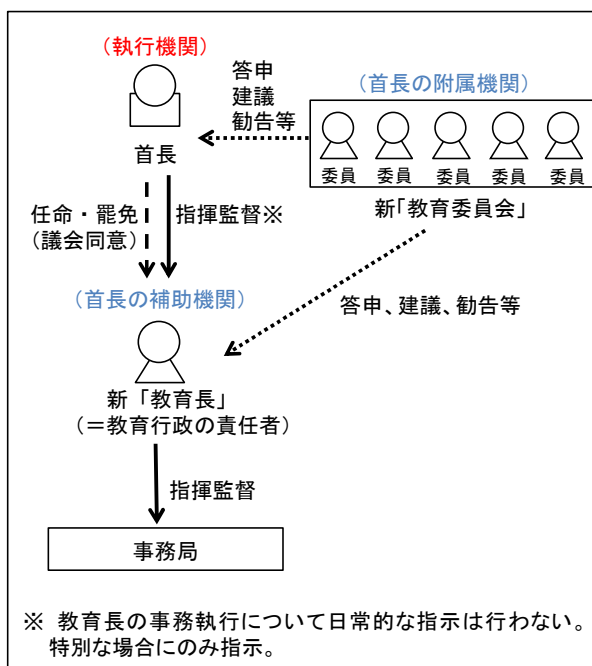 (執行機関)
首長
答申
建議
勧告等
(首長の附属機関)
委員 委員 委員 委員 委員
新「教育委員会」
任命・罷免
(議会同意)
指揮監督※
(首長の補助機関)
答申、建議、勧告等
新「教育長」
(=教育行政の責任者)
指揮監督
事務局
※ 教育長の事務執行について日常的な指示は行わない。
特別な場合にのみ指示。